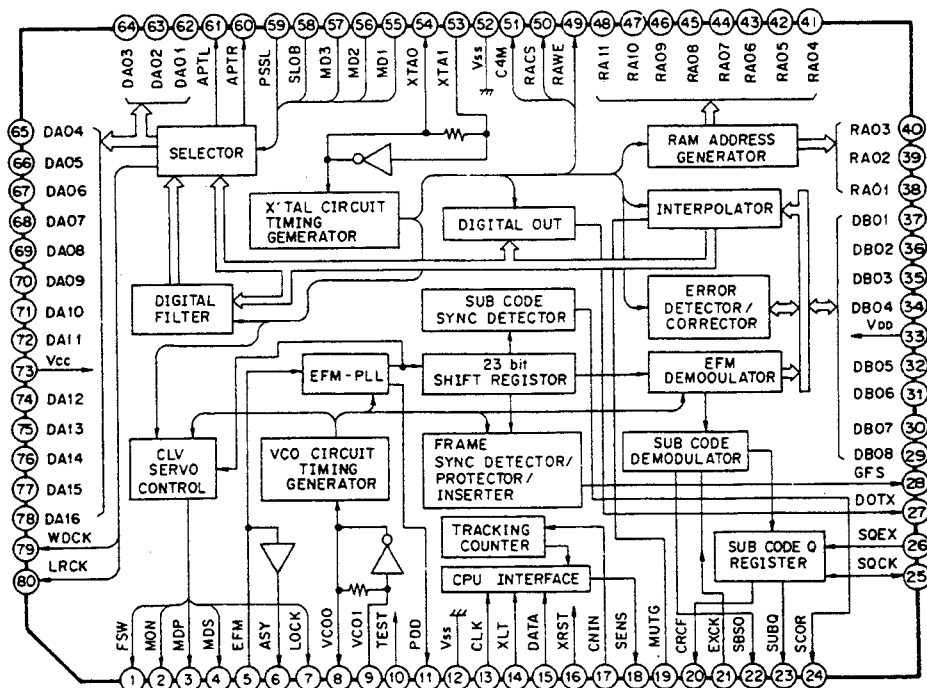 64 63 62 61 60 59 58 57 56 55 54 53 52 51 50 49 48 47 46 45 44 43 42 41
DA03 DA02 DA01 APTL APTR PSSL SLOB MD3 MD2 MD1 XTAO XTA1 Vss C4M RACS RAWE RA11 RA10 RA09 RA08 RA07 RA06 RA05 RA04
65 DA04
66 DA05
67 DA06
68 DA07
69 DA08
70 DA09
71 DA10
72 DA11
73 Vcc
74 DA12
75 DA13
76 DA14
77 DA15
78 DA16
79 WDCK
80 LRCK
SELECTOR
X'TAL CIRCUIT
TIMING
GEMERATOR
DIGITAL OUT
RAM ADDRESS
GENERATOR
INTERPOLATOR
DIGITAL
FILTER
SUB CODE
SYNC DETECTOR
ERROR
DETECTOR/
CORRECTOR
EFM-PLL
23 bit
SHIFT REGISTOR
EFM
DEMODULATOR
CLV
SERVO
CONTROL
VCO CIRCUIT
TIMING
GENERATOR
FRAME
SYNC DETECTOR/
PROTECTOR/
INSERTER
SUB CODE
DEMODULATOR
TRACKING
COUNTER
CPU INTERFACE
SUB CODE Q
REGISTER
RA03 40
RA02 39
RA01 38
DB01 37
DB02 36
DB03 35
DB04 34
VDD 33
DB05 32
DB06 31
DB07 30
DB08 29
GFS 28
DOTX 27
SQEX 26
SQCK 25
FSW MON MDP MDS EFM ASY LOCK VCOO VCO1 TEST PDD Vss CLK XLT DATA XRST CNIN SENS MUTG CRCF EXCK SBSO SUBQ SCOR
1 2 3 4 5 6 7 8 9 10 11 12 13 14 15 16 17 18 19 20 21 22 23 24